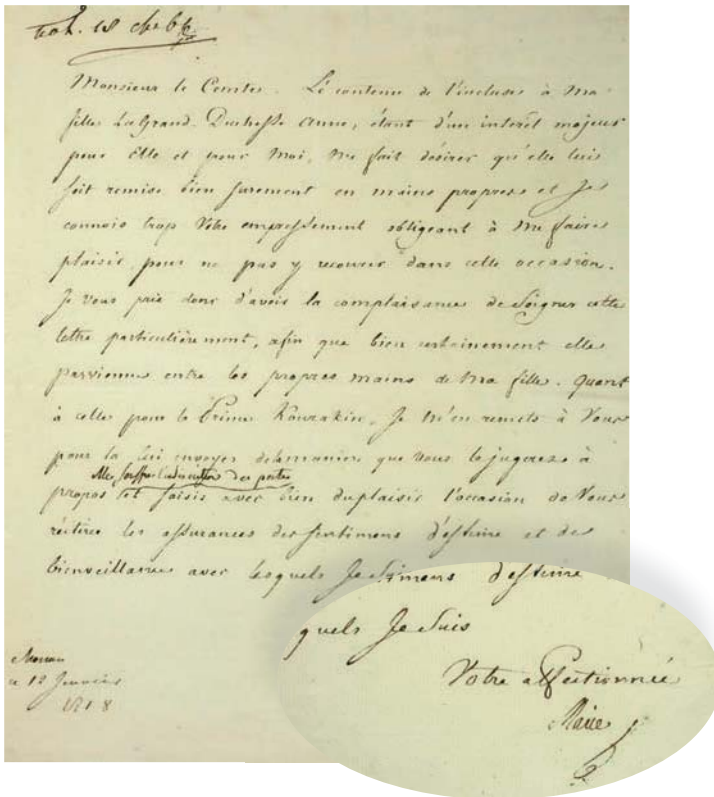 Monsieur le Comte. Le contenu de l'incluse à Ma
fille La Grand Duchesse Anne, étant d'un interêt majeur
pour Elle et pour Moi, Me fait désirer qu'elle lui
soit remise bien surement en mains propres et Je
connois trop Votre empressement obligeant à Me faire
plaisir pour ne pas y recourir dans cette occasion.
Je vous prie donc d'avoir la complaisance de Soigner cette
lettre particulièrement, afin que bien certainement elle
parvienne entre les propres mains de Ma fille. Quant
à celle pour le Prince Kourakin, Je M'en remets à Vous
pour la lui envoyer de la manière que Vous le jugerez à
propos et saisis avec bien du plaisir l'occasion de Vous
réitérer les assurances des sentimens d'estime et de
bienveillance avec lesquels Je
simens d'estime
quels Je Suis
Votre affectionnée
Marie
12 Janvier
1818